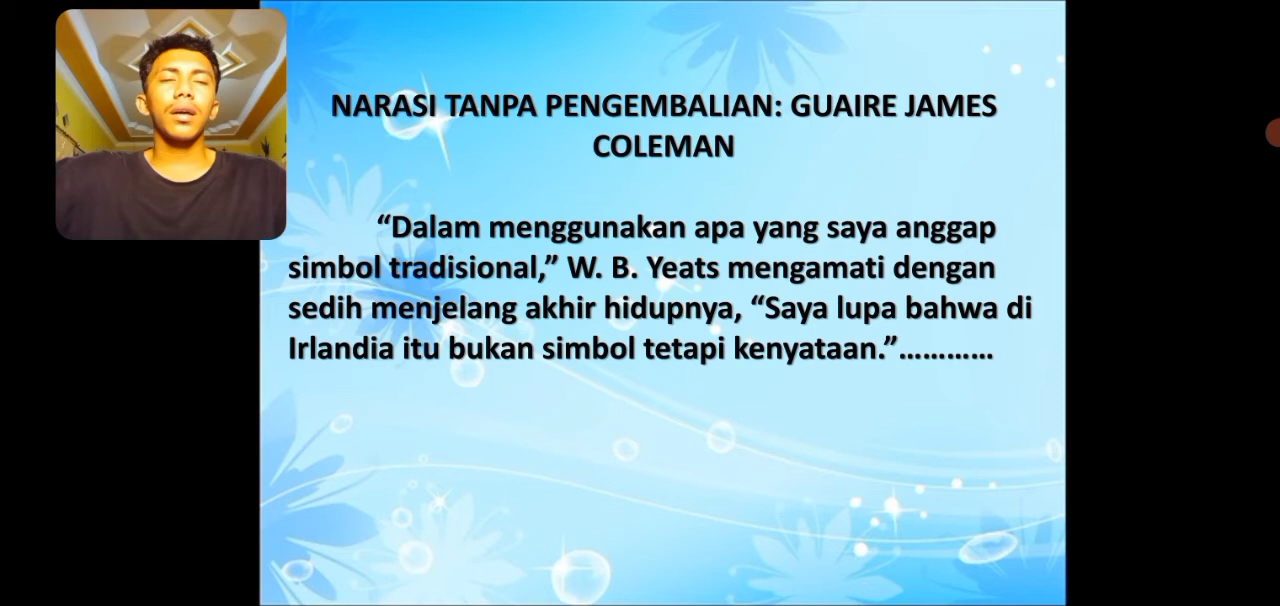 NARASI TANPA PENGEMBALIAN: GUAIRE JAMES
COLEMAN
“Dalam menggunakan apa yang saya anggap
simbol tradisional,” W. B. Yeats mengamati dengan
sedih menjelang akhir hidupnya, “Saya lupa bahwa di
Irlandia itu bukan simbol tetapi kenyataan.”…………